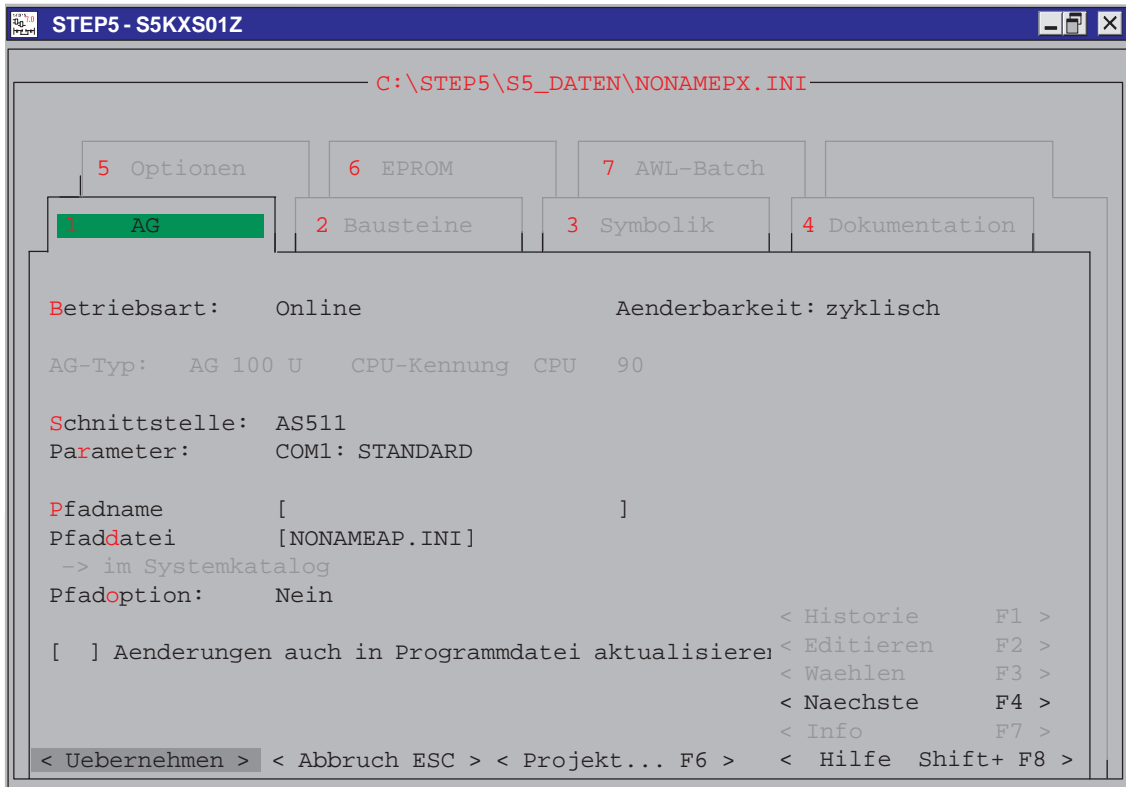 STEP5 - S5KXS01Z
C:\STEP5\S5_DATEN\NONAMEPX.INI
5 Optionen 6 EPROM 7 AWL-Batch
1 AG 2 Bausteine 3 Symbolik 4 Dokumentation
Betriebsart: Online Aenderbarkeit: zyklisch
AG-Typ: AG 100 U CPU-Kennung CPU 90
Schnittstelle: AS511
Parameter: COM1: STANDARD
Pfadname [ ]
Pfaddatei [NONAMEAP.INI]
-> im Systemkatalog
Pfadoption: Nein
< Historie F1 >
[ ] Aenderungen auch in Programmdatei aktualisieren
< Editieren F2 >
< Waehlen F3 >
< Naechste F4 >
< Info F7 >
< Uebernehmen > < Abbruch ESC > < Projekt... F6 > < Hilfe Shift+ F8 >